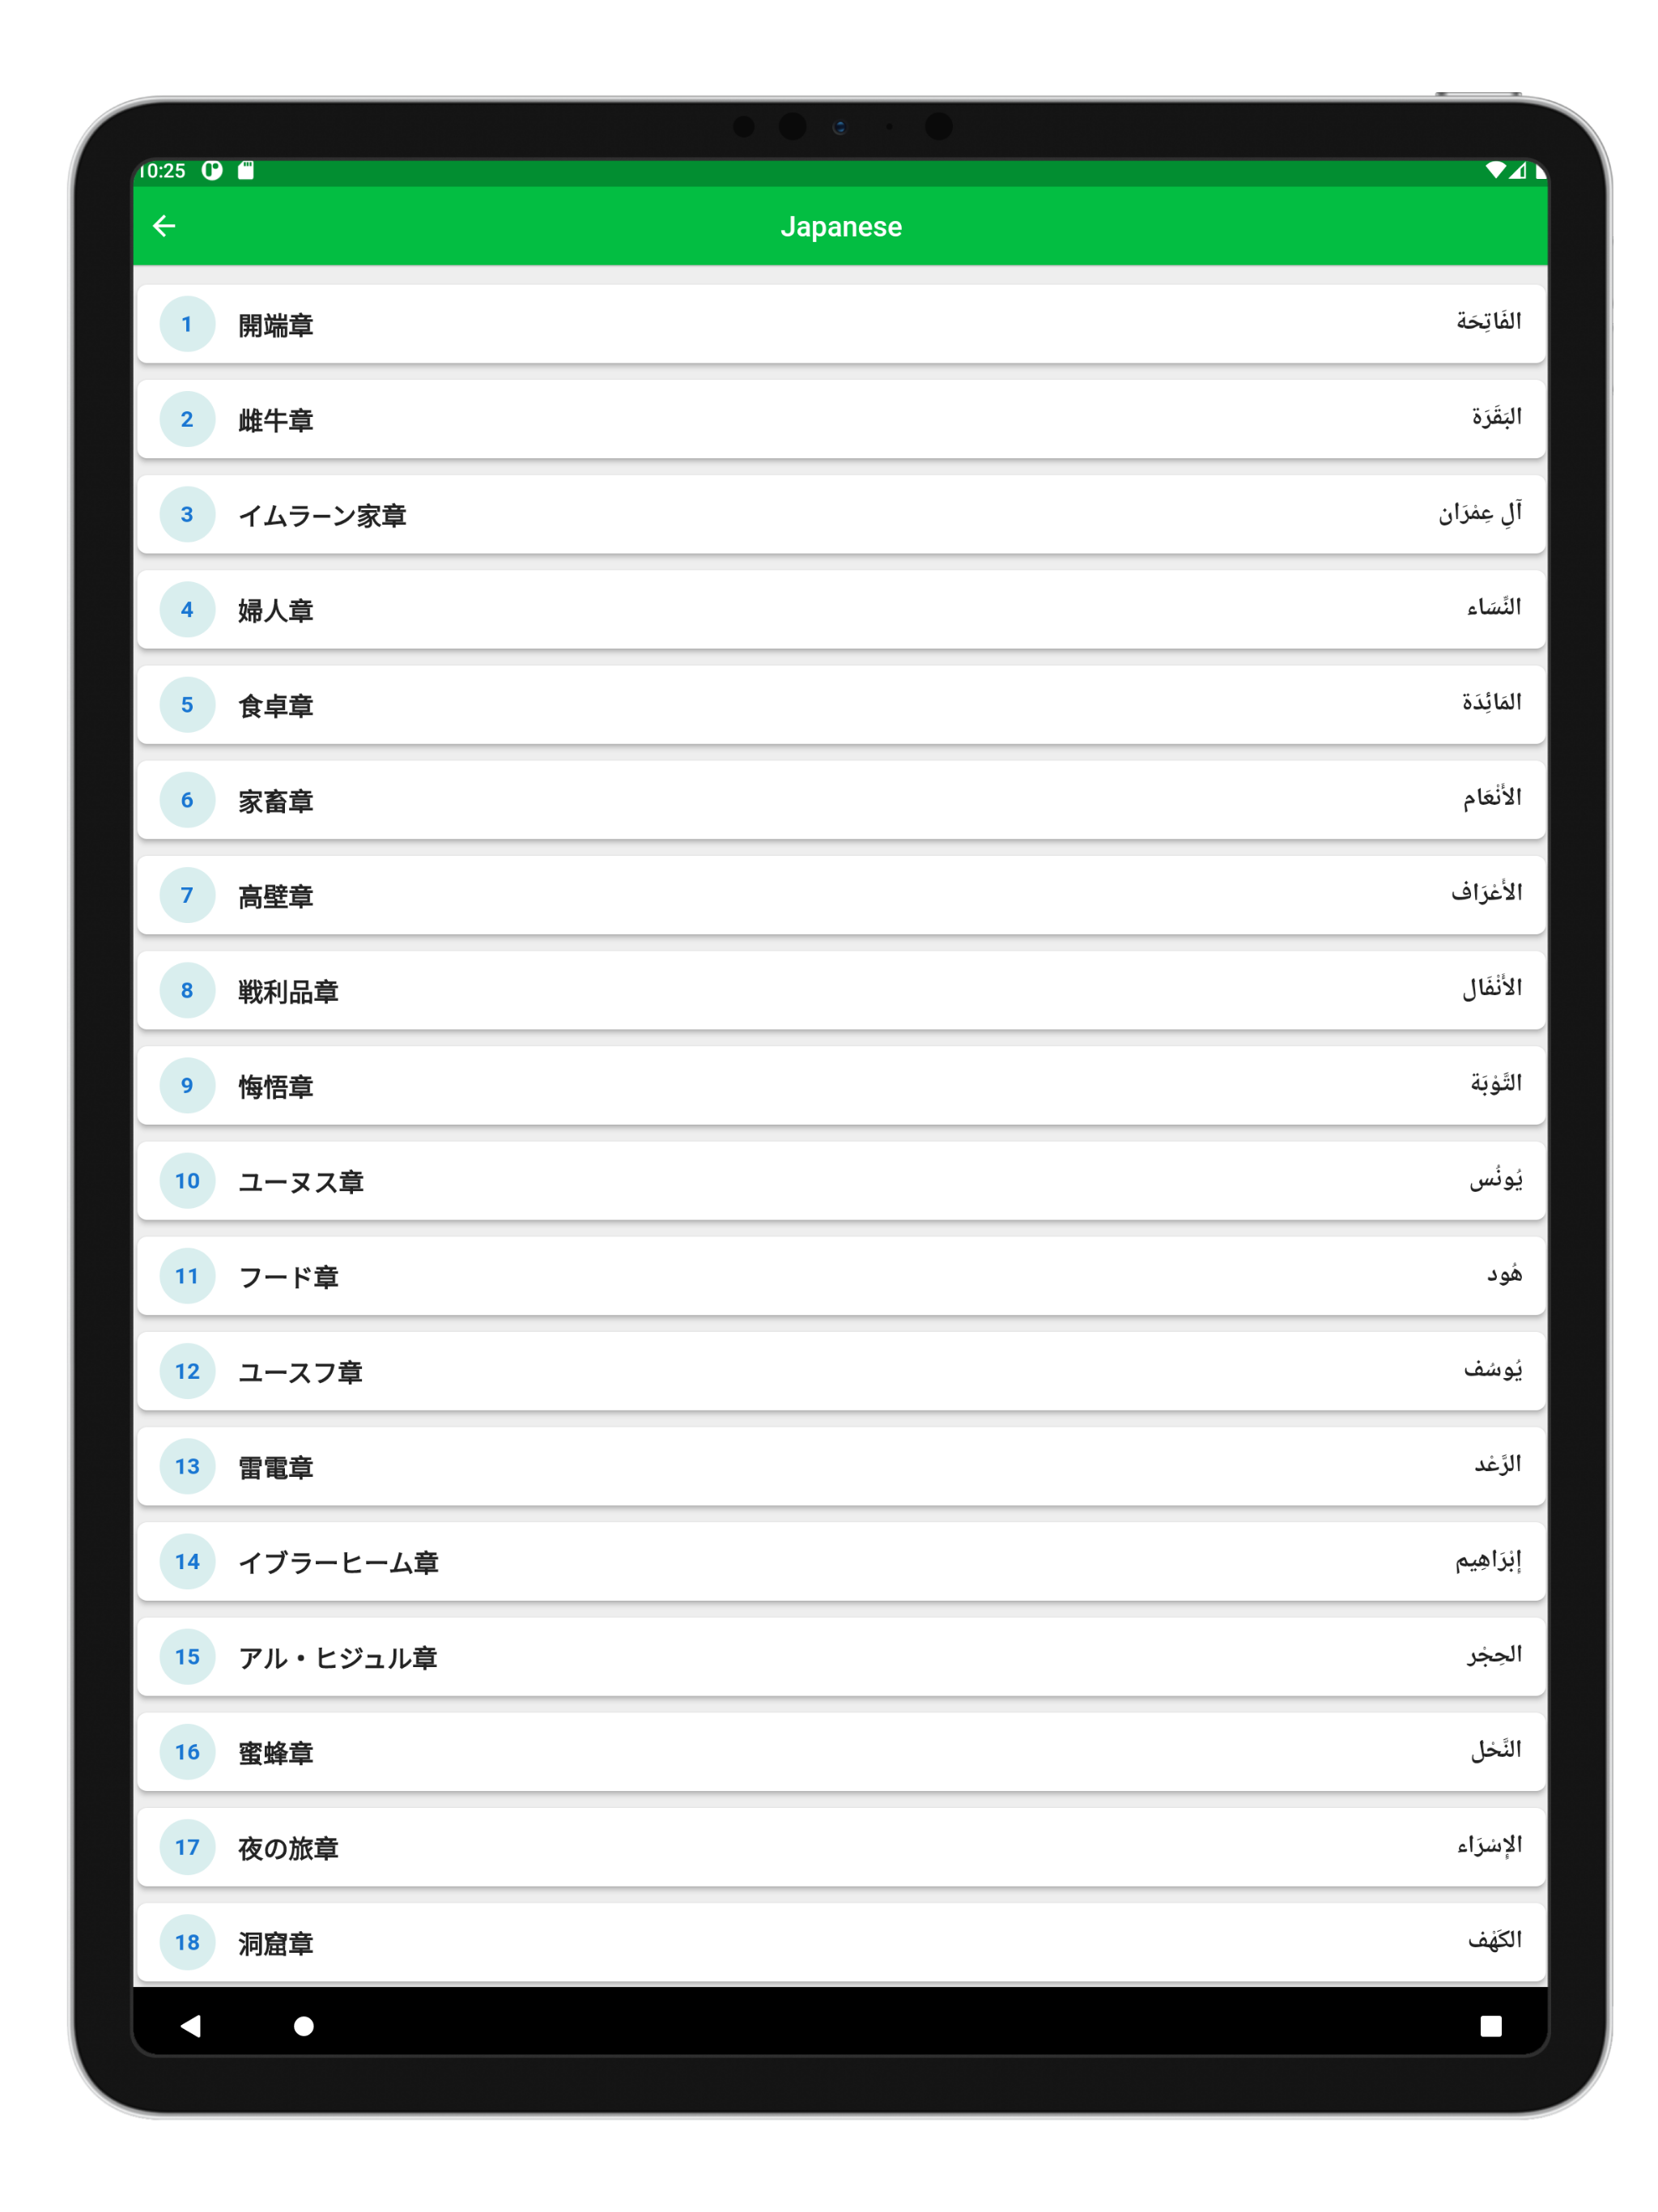 10:25
Japanese
1 開端章 الفَاتِحَة
2 雌牛章 البَقَرَة
3 イムラーン家章 آلِ عِمْرَان
4 婦人章 النِّسَاء
5 食卓章 المَائِدَة
6 家畜章 الأَنْعَام
7 高壁章 الأَعْرَاف
8 戦利品章 الأَنْفَال
9 悔悟章 التَّوْبَة
10 ユーヌス章 يُونُس
11 フード章 هُود
12 ユースフ章 يُوسُف
13 雷電章 الرَّعْد
14 イブラーヒーム章 إِبْرَاهِيم
15 アル・ヒジュル章 الحِجْر
16 蜜蜂章 النَّحْل
17 夜の旅章 الإِسْرَاء
18 洞窟章 الكَهْف